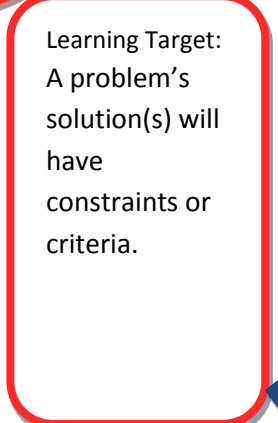 Learning Target:
A problem’s
solution(s) will
have
constraints or
criteria.